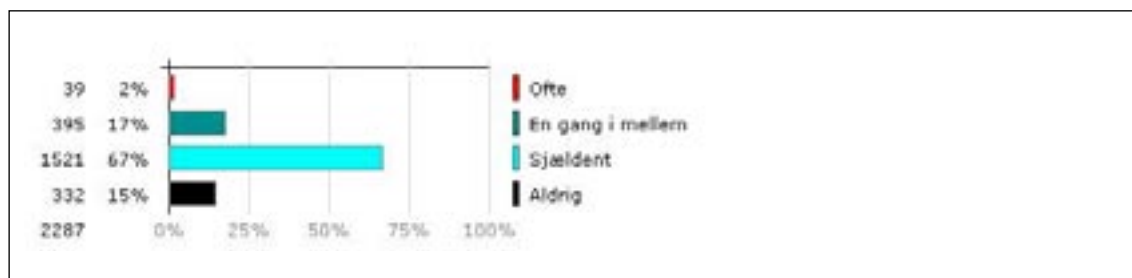 39 2% Ofte
395 17% En gang i mellem
1521 67% Sjældent
332 15% Aldrig
2287 0% 25% 50% 75% 100%